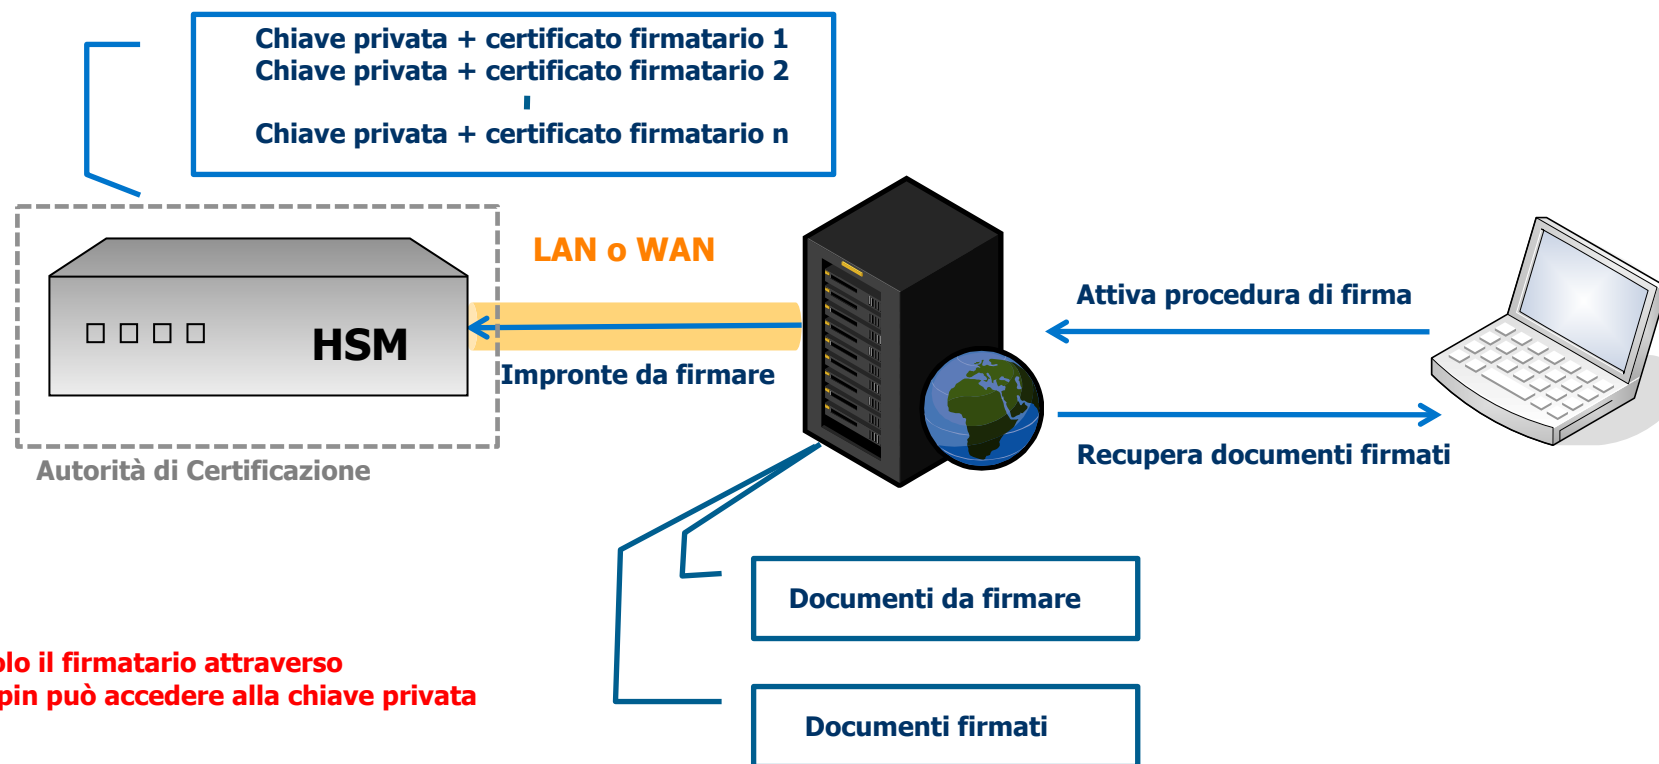 Chiave privata + certificato firmatario 1
Chiave privata + certificato firmatario 2
Chiave privata + certificato firmatario n
LAN o WAN
HSM
Impronte da firmare
Autorità di Certificazione
Attiva procedura di firma
Recupera documenti firmati
Documenti da firmare
Documenti firmati
il firmatario attraverso
pin può accedere alla chiave privata